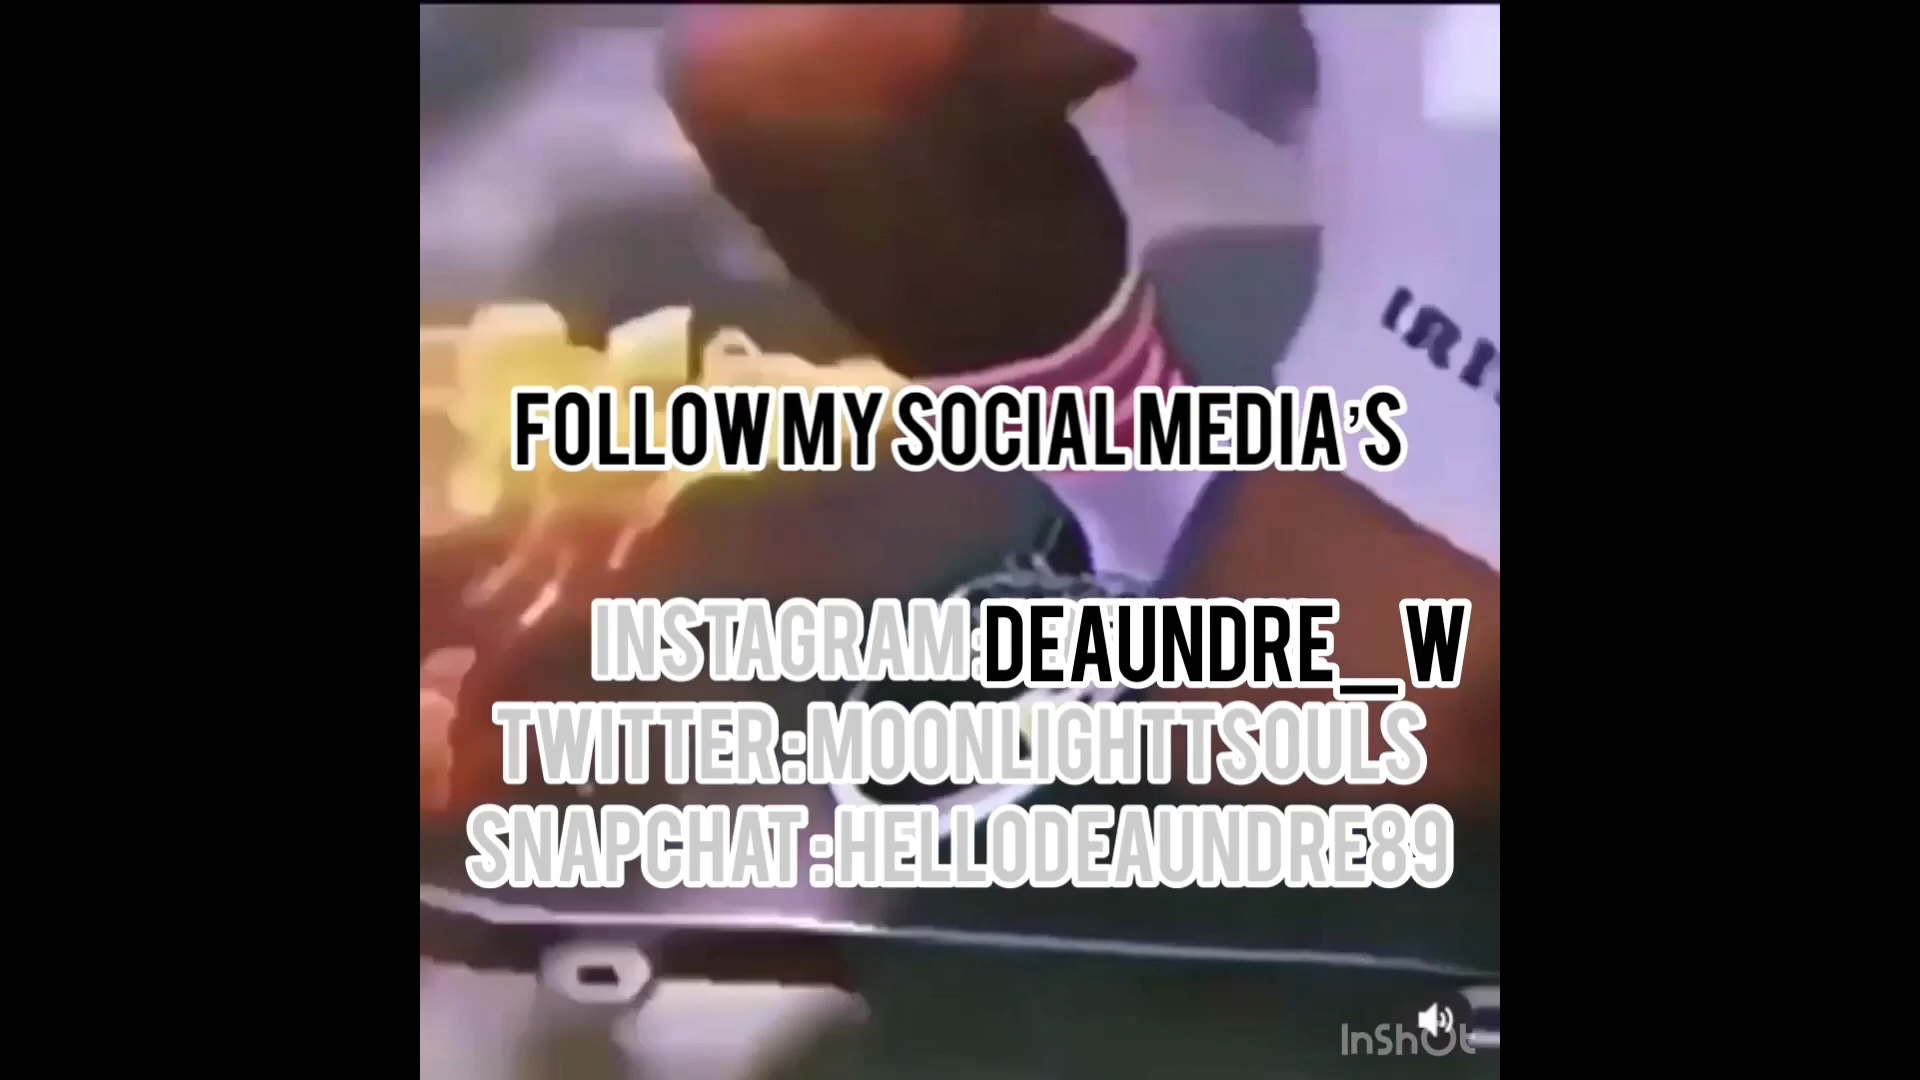 FOLLOW MY SOCIAL MEDIA'S
INSTAGRAM: DEAUNDRE_W
TWITTER:MOONLIGHTTSOULS
SNAPCHAT:HELLODEAUNDRE89
InShOt